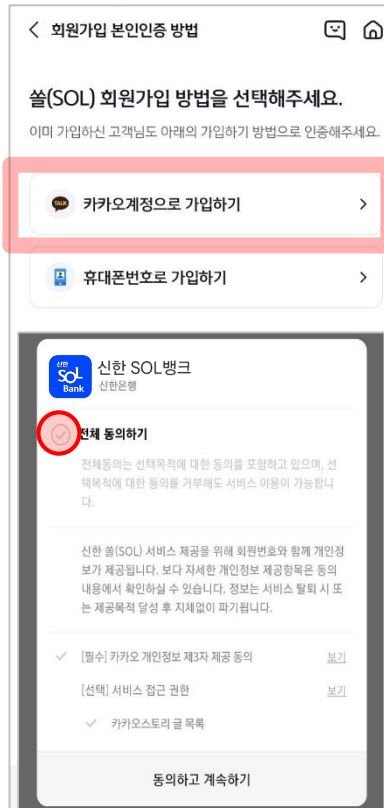 회원가입 본인인증 방법
쏠(SOL) 회원가입 방법을 선택해주세요.
이미 가입하신 고객님도 아래의 가입하기 방법으로 인증해주세요.
TALK
카카오계정으로 가입하기
휴대폰번호로 가입하기
신한
SOL
Bank
신한 SOL뱅크
신한은행
전체 동의하기
전체동의는 선택목적에 대한 동의를 포함하고 있으며, 선
택목적에 대한 동의를 거부해도 서비스 이용이 가능합니
다.
신한 쏠(SOL) 서비스 제공을 위해 회원번호와 함께 개인정
보가 제공됩니다. 보다 자세한 개인정보 제공항목은 동의
내용에서 확인하실 수 있습니다. 정보는 서비스 탈퇴 시 또
는 제공목적 달성 후 지체없이 파기됩니다.
[필수] 카카오 개인정보 제3자 제공 동의 보기
[선택] 서비스 접근 권한 보기
카카오스토리 글 목록
동의하고 계속하기